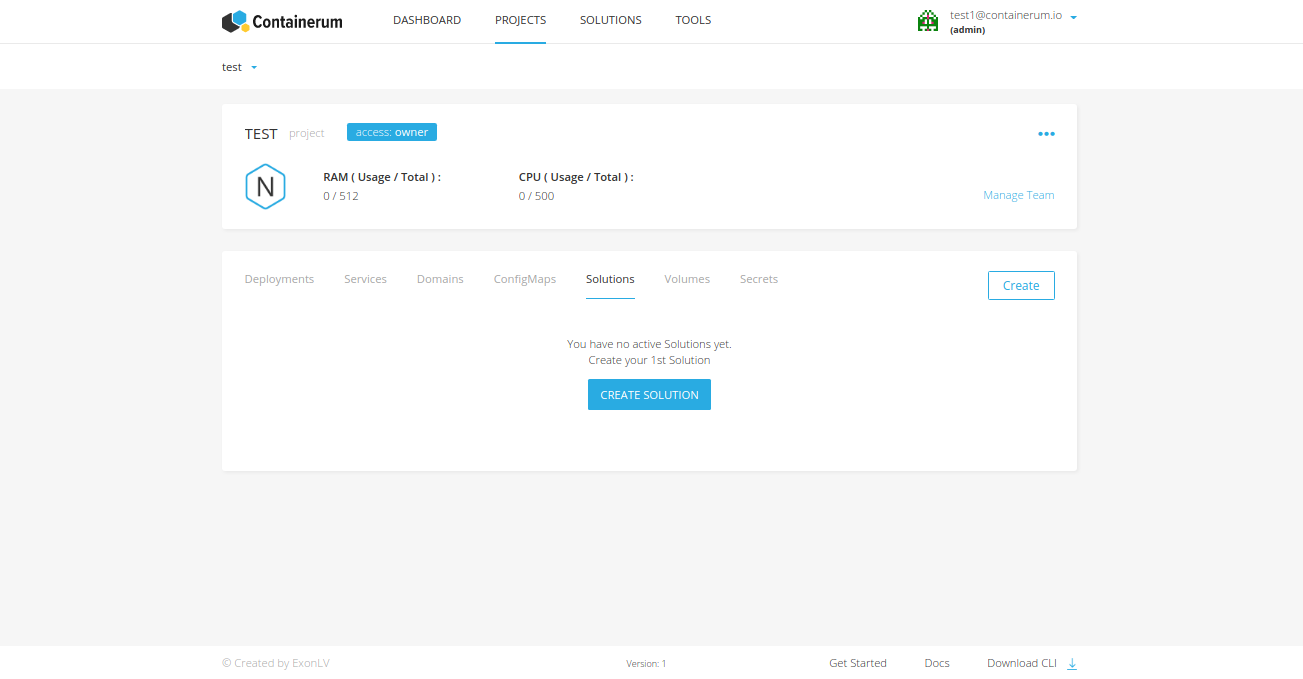 Containerum DASHBOARD PROJECTS SOLUTIONS TOOLS test1@containerum.io
(admin)
test
TEST project access: owner
N
RAM ( Usage / Total ) : CPU ( Usage / Total ) :
0 / 512 0 / 500
Manage Team
Deployments Services Domains ConfigMaps Solutions Volumes Secrets
Create
You have no active Solutions yet.
Create your 1st Solution
CREATE SOLUTION
© Created by ExonLV Version: 1 Get Started Docs Download CLI